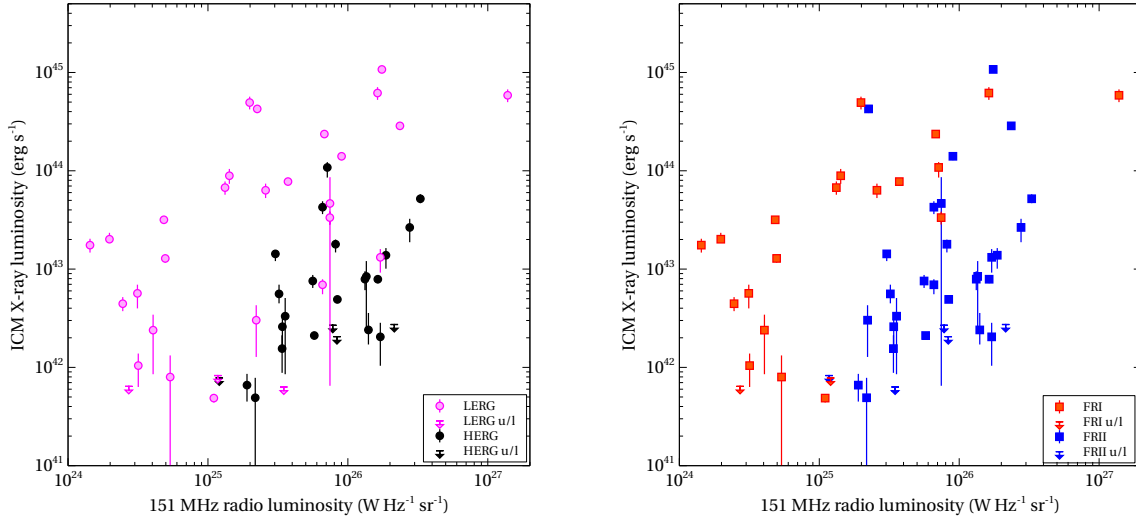 10^45
10^44
10^43
10^42
10^41
ICM X-ray luminosity (erg s^-1)
10^24
10^25
10^26
10^27
151 MHz radio luminosity (W Hz^-1 sr^-1)
LERG
LERG u/l
HERG
HERG u/l
10^45
10^44
10^43
10^42
10^41
ICM X-ray luminosity (erg s^-1)
10^24
10^25
10^26
10^27
151 MHz radio luminosity (W Hz^-1 sr^-1)
FRI
FRI u/l
FRII
FRII u/l